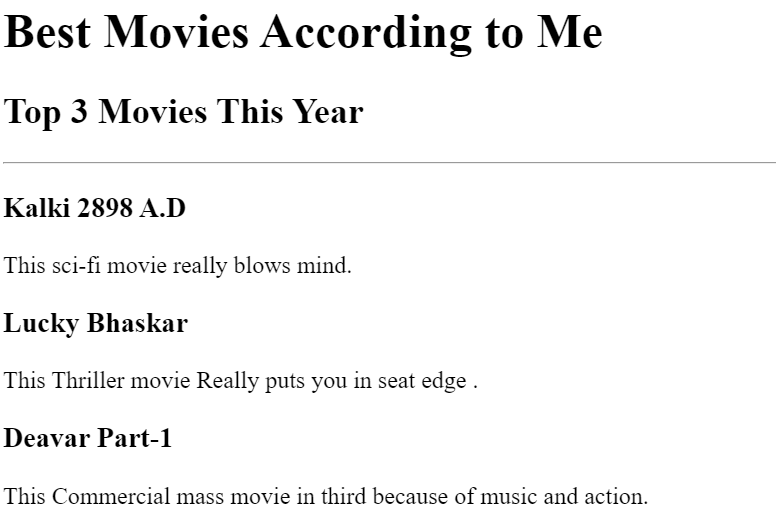 Best Movies According to Me
Top 3 Movies This Year
Kalki 2898 A.D
This sci-fi movie really blows mind.
Lucky Bhaskar
This Thriller movie Really puts you in seat edge .
Deavar Part-1
This Commercial mass movie in third because of music and action.